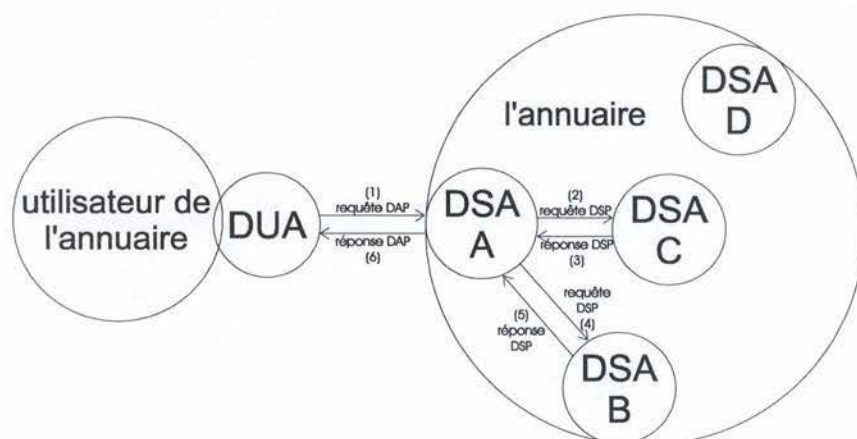 DSA
D
l'annuaire
utilisateur de
l'annuaire
DUA
(1)
requête DAP
réponse DAP
(6)
DSA
A
(2)
requête DSP
réponse DSP
(3)
DSA
C
requête
DSP
(4)
(5)
réponse
DSP
DSA
B